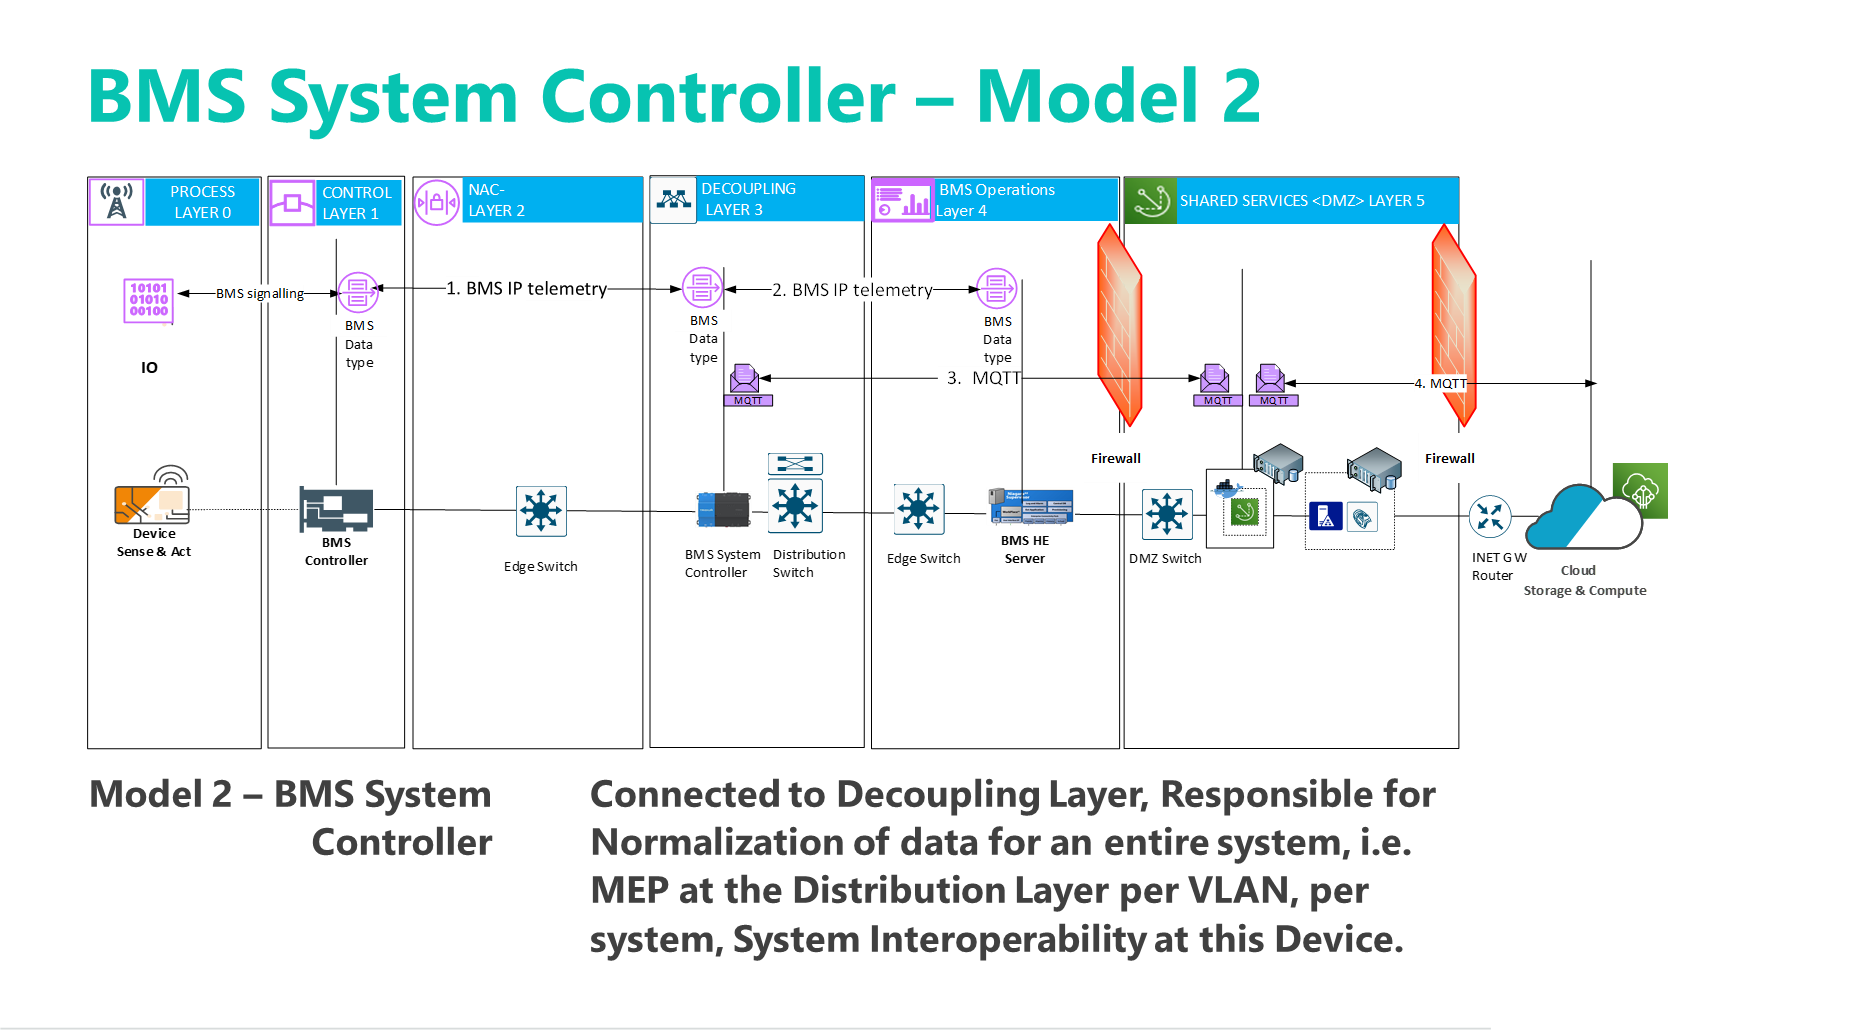 BMS System Controller – Model 2
PROCESS
LAYER 0
CONTROL
LAYER 1
NAC-
LAYER 2
DECOUPLING
LAYER 3
BMS Operations
Layer 4
SHARED SERVICES <DMZ> LAYER 5
10101
01010
00100
BMS signalling
1. BMS IP telemetry
2. BMS IP telemetry
BMS
Data
type
BMS
Data
type
BMS
Data
type
IO
3. MQTT
4. MQTT
MQTT
MQTT
MQTT
Firewall
Firewall
Device
Sense & Act
BMS
Controller
Edge Switch
BMS System
Controller
Distribution
Switch
Edge Switch
BMS HE
Server
DMZ Switch
INET GW
Router
Cloud
Storage & Compute
Model 2 – BMS System
Controller
Connected to Decoupling Layer, Responsible for
Normalization of data for an entire system, i.e.
MEP at the Distribution Layer per VLAN, per
system, System Interoperability at this Device.